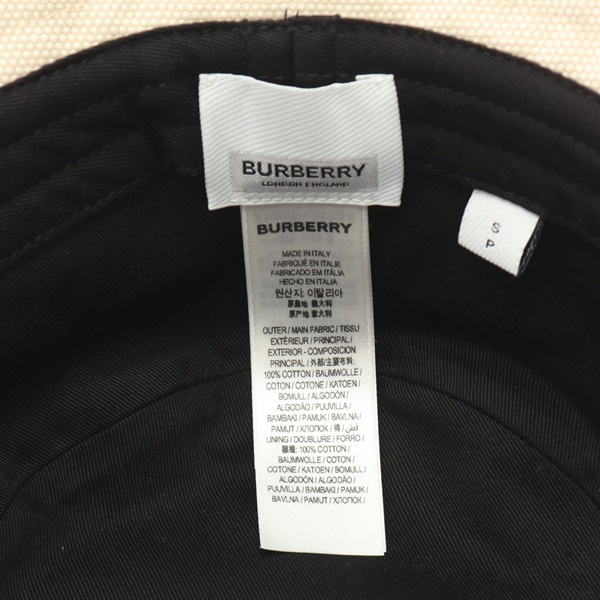 BURBERRY
LONDON ENGLAND
BURBERRY
MADE IN ITALY
FABRIQUÉ EN ITALIE
FABRICADO EM ITÁLIA
HECHO EN ITALIA
원산지: 이탈리아
原產地 義大利
原产地 意大利
OUTER / MAIN FABRIC / TISSU
EXTÉRIEUR / PRINCIPAL /
EXTERIOR - COMPOSICIÓN
PRINCIPAL / 外部/主要布料:
100% COTTON / BAUMWOLLE /
COTON / COTONE / KATOEN /
BOMULL / ALGODÓN /
ALGODÃO / PUUVILLA /
BAMBAKI / PAMUK / BAVLNA /
PAMUT / ХЛОПОК / 棉 / قطن
LINING / DOUBLURE / FORRO /
100% COTTON /
BAUMWOLLE / COTON /
COTONE / KATOEN / BOMULL /
ALGODÓN / ALGODÃO /
PUUVILLA / BAMBAKI / PAMUK /
BAVLNA / PAMUT / ХЛОПОК
S
P